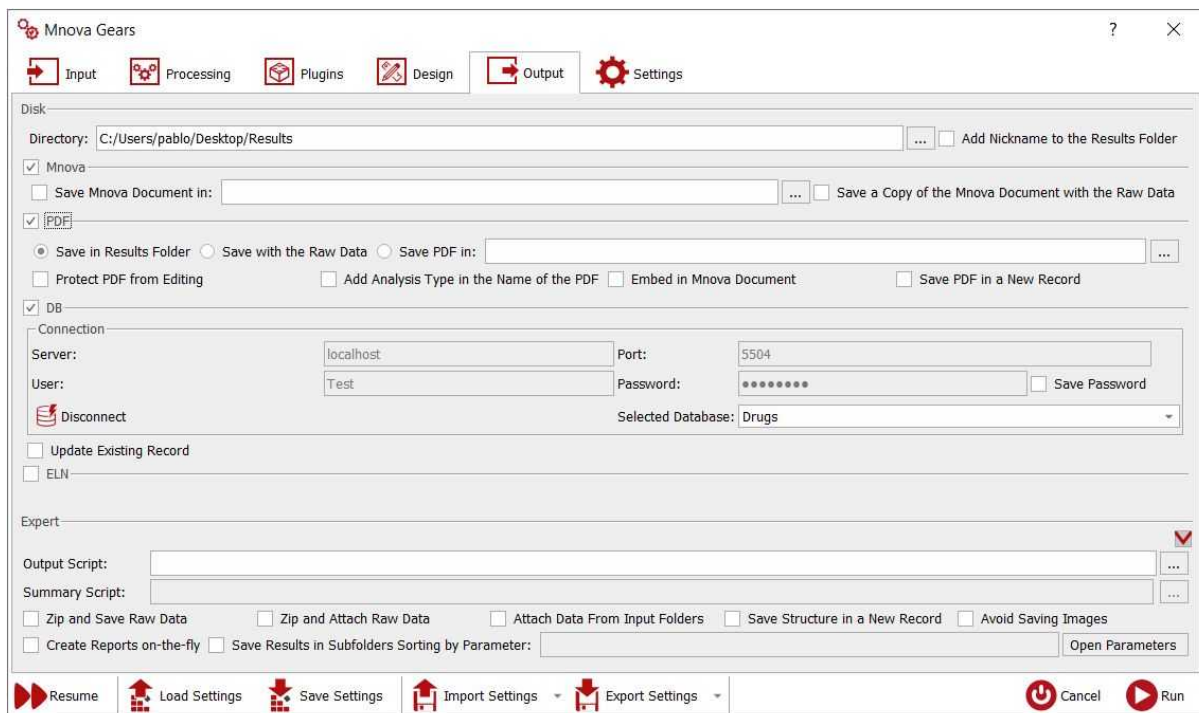 Mnova Gears ?
Input Processing Plugins Design Output Settings
Disk
Directory: C:/Users/pablo/Desktop/Results ... Add Nickname to the Results Folder
Mnova
Save Mnova Document in: ... Save a Copy of the Mnova Document with the Raw Data
PDF
Save in Results Folder Save with the Raw Data Save PDF in: ...
Protect PDF from Editing Add Analysis Type in the Name of the PDF Embed in Mnova Document Save PDF in a New Record
DB
Connection
Server: localhost Port: 5504
User: Test Password: ●●●●●●●● Save Password
Disconnect Selected Database: Drugs
Update Existing Record
ELN
Expert
Output Script: ...
Summary Script: ...
Zip and Save Raw Data Zip and Attach Raw Data Attach Data From Input Folders Save Structure in a New Record Avoid Saving Images
Create Reports on-the-fly Save Results in Subfolders Sorting by Parameter: Open Parameters
Resume Load Settings Save Settings Import Settings Export Settings Cancel Run